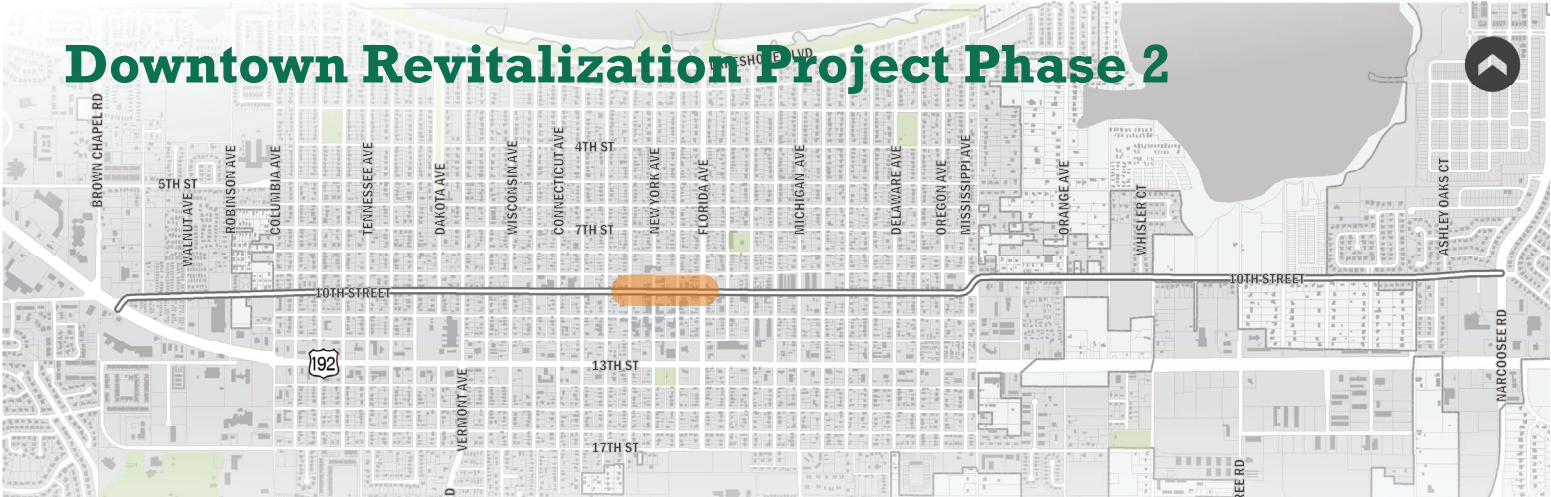 Downtown Revitalization Project Phase 2
LAKESHORE BLVD
BROWN CHAPEL RD
5TH ST
WALNUT AVE
ROBINSON AVE
COLUMBIA AVE
TENNESSEE AVE
DAKOTA AVE
WISCONSIN AVE
CONNECTICUT AVE
4TH ST
7TH ST
NEW YORK AVE
FLORIDA AVE
MICHIGAN AVE
DELAWARE AVE
OREGON AVE
MISSISSIPPI AVE
ORANGE AVE
WHISLER CT
ASHLEY OAKS CT
10TH STREET
10TH STREET
192
13TH ST
VERMONT AVE
17TH ST
NARCOOSEE RD